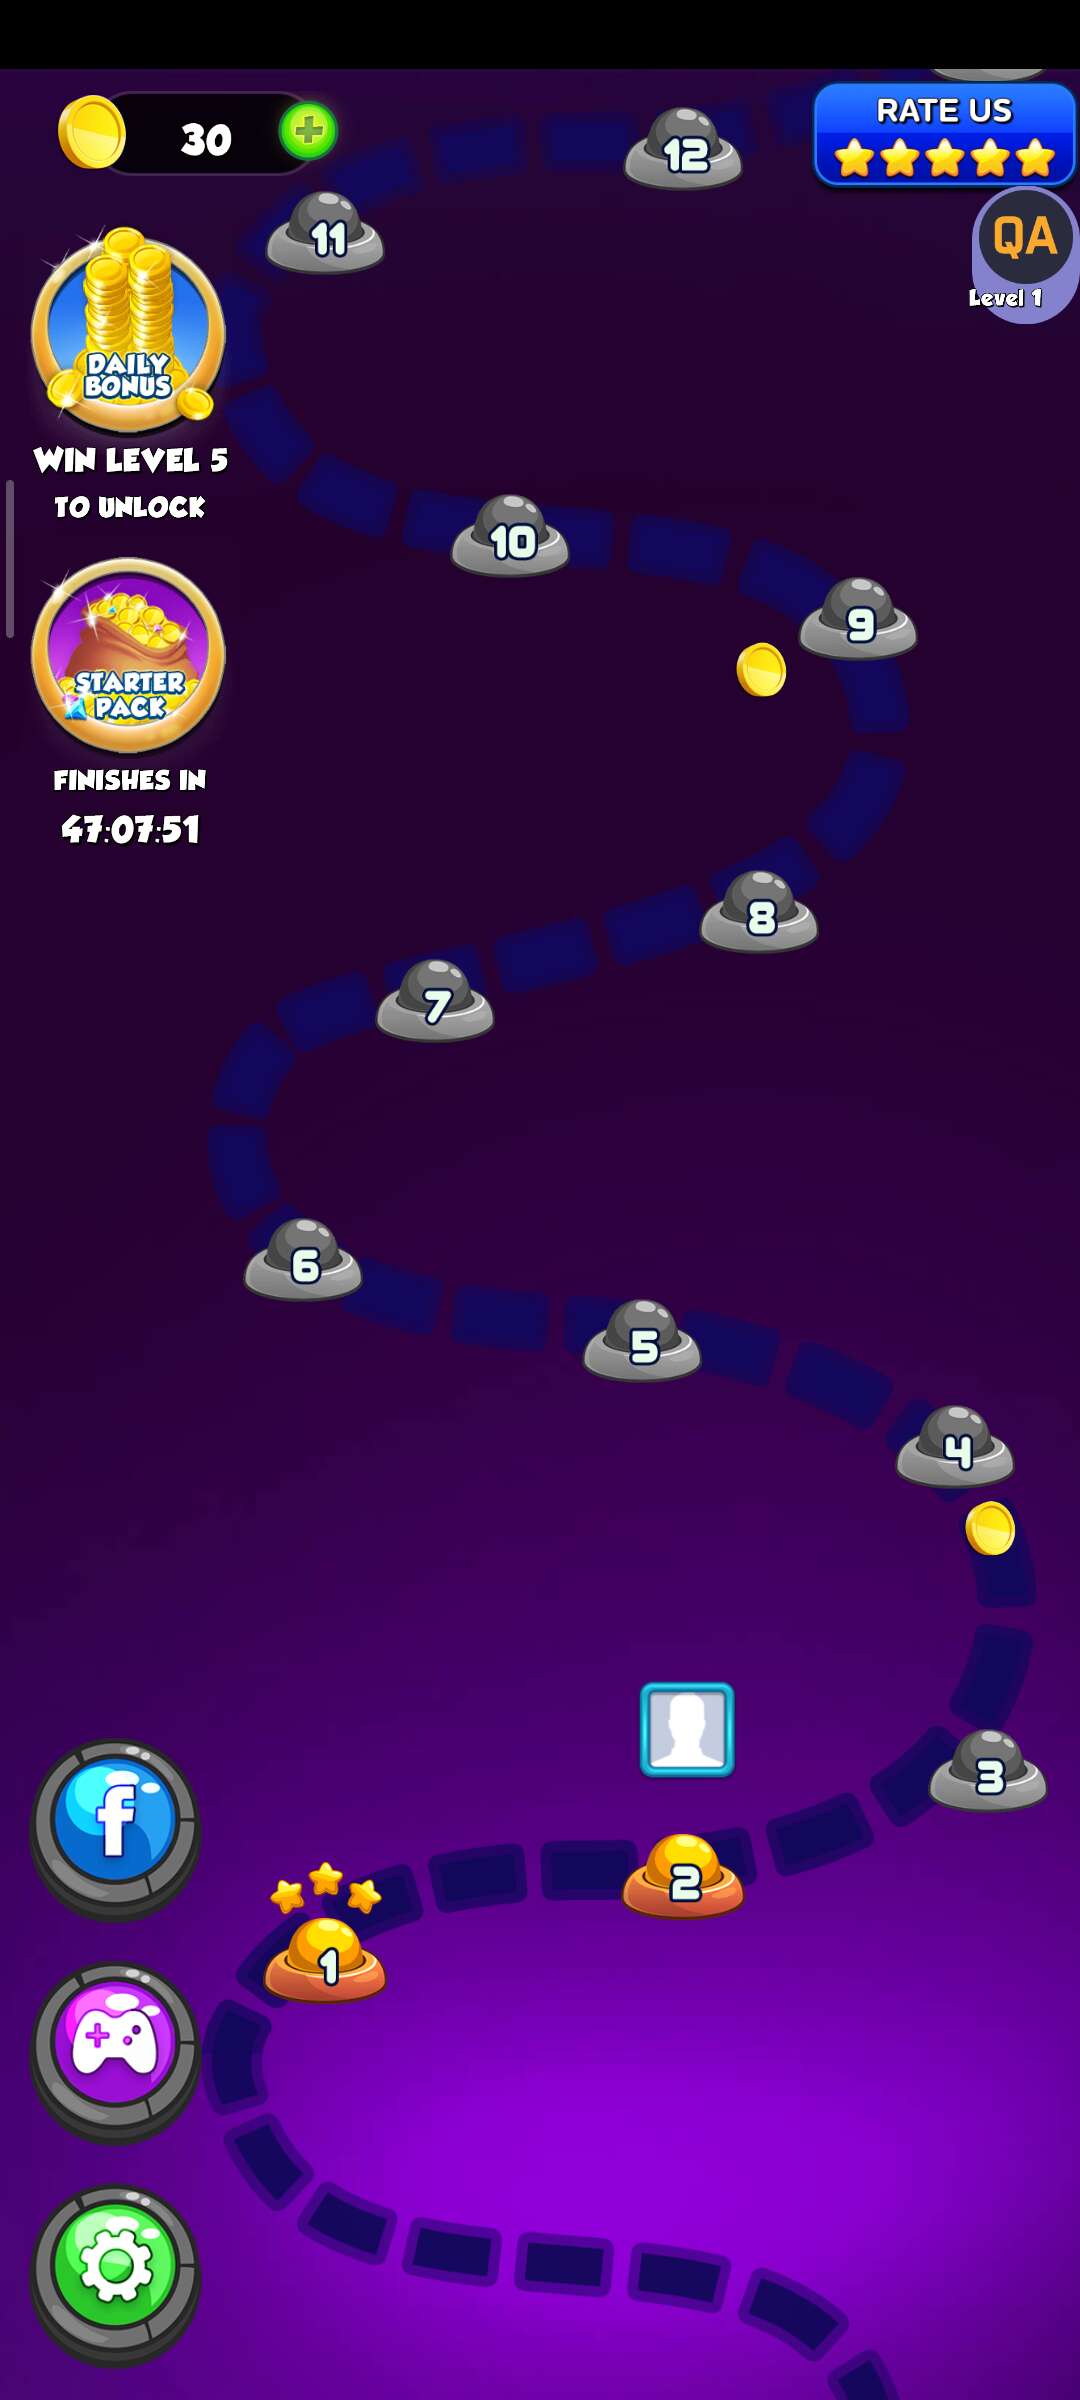 30
RATE US
12
11
QA
Level 1
DAILY
BONUS
WIN LEVEL 5
TO UNLOCK
10
9
STARTER
PACK
FINISHES IN
47:07:51
8
7
6
5
4
3
f
2
1